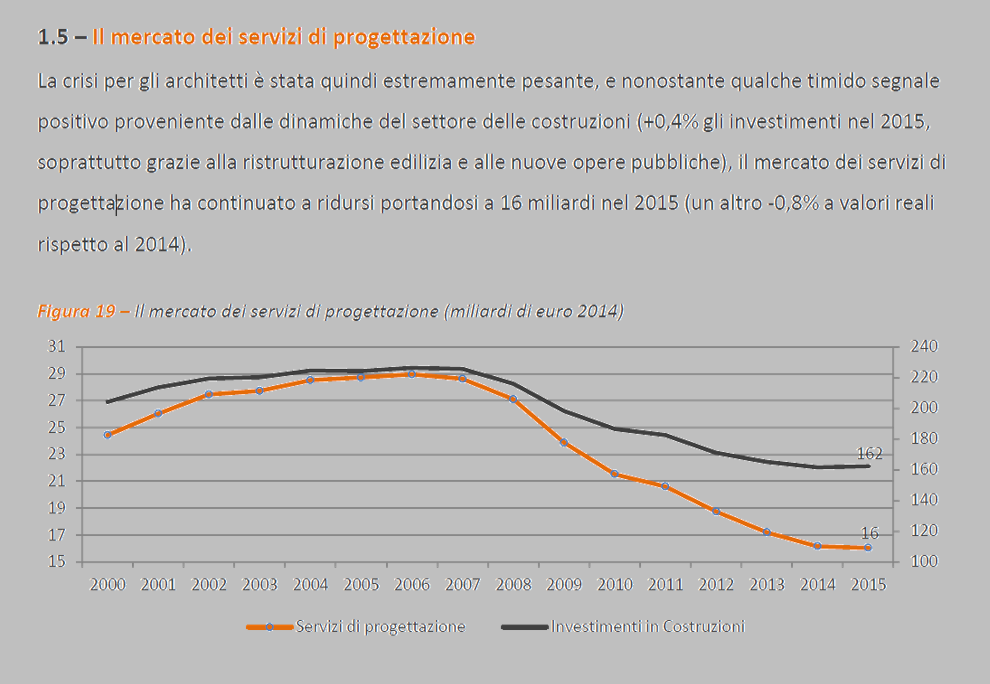 1.5 – Il mercato dei servizi di progettazione
La crisi per gli architetti è stata quindi estremamente pesante, e nonostante qualche timido segnale
positivo proveniente dalle dinamiche del settore delle costruzioni (+0,4% gli investimenti nel 2015,
soprattutto grazie alla ristrutturazione edilizia e alle nuove opere pubbliche), il mercato dei servizi di
progettazione ha continuato a ridursi portandosi a 16 miliardi nel 2015 (un altro -0,8% a valori reali
rispetto al 2014).
Figura 19 – Il mercato dei servizi di progettazione (miliardi di euro 2014)
31 240
29 220
27 200
25 180
23 162 160
21 140
19 120
17 16 100
15
2000 2001 2002 2003 2004 2005 2006 2007 2008 2009 2010 2011 2012 2013 2014 2015
Servizi di progettazione Investimenti in Costruzioni